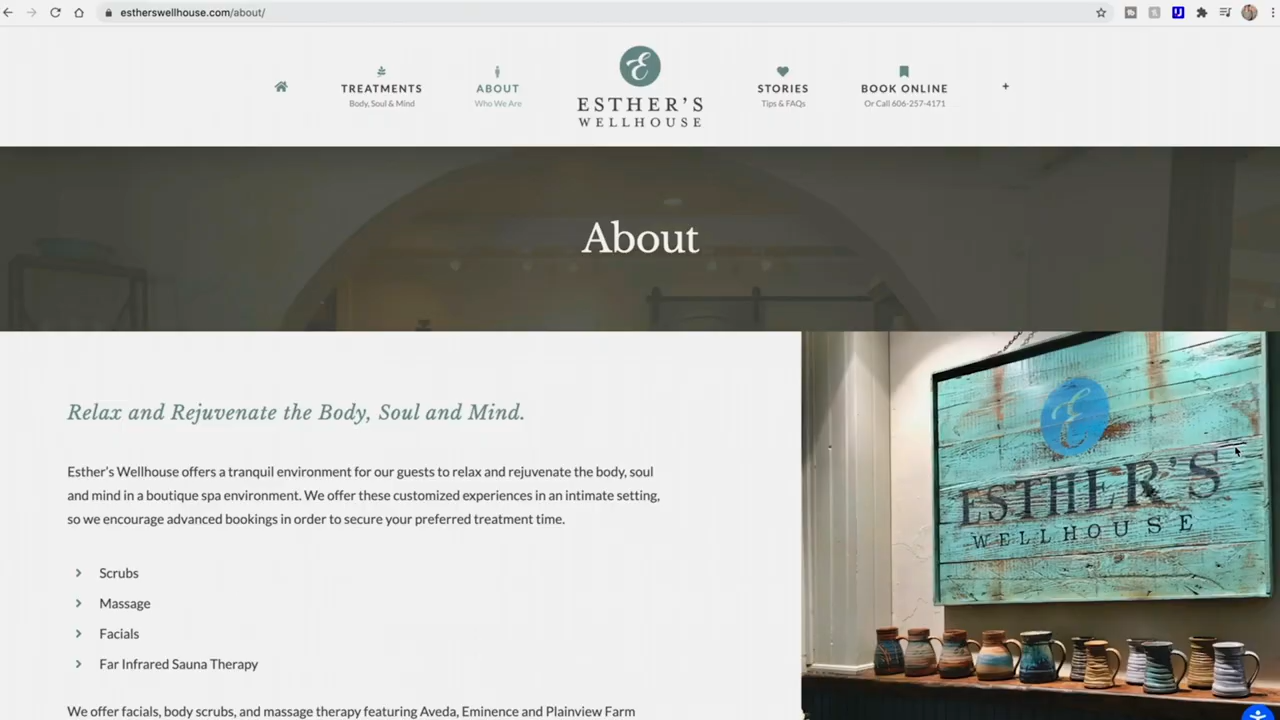 estherswellhouse.com/about/
TREATMENTS
Body, Soul & Mind
ABOUT
Who We Are
E
ESTHER'S
WELLHOUSE
STORIES
Tips & FAQs
BOOK ONLINE
Or Call 606-257-4171
+
About
Relax and Rejuvenate the Body, Soul and Mind.
Esther's Wellhouse offers a tranquil environment for our guests to relax and rejuvenate the body, soul
and mind in a boutique spa environment. We offer these customized experiences in an intimate setting,
so we encourage advanced bookings in order to secure your preferred treatment time.
Scrubs
Massage
Facials
Far Infrared Sauna Therapy
We offer facials, body scrubs, and massage therapy featuring Aveda, Eminence and Plainview Farm
E
ESTHER'S
WELLHOUSE